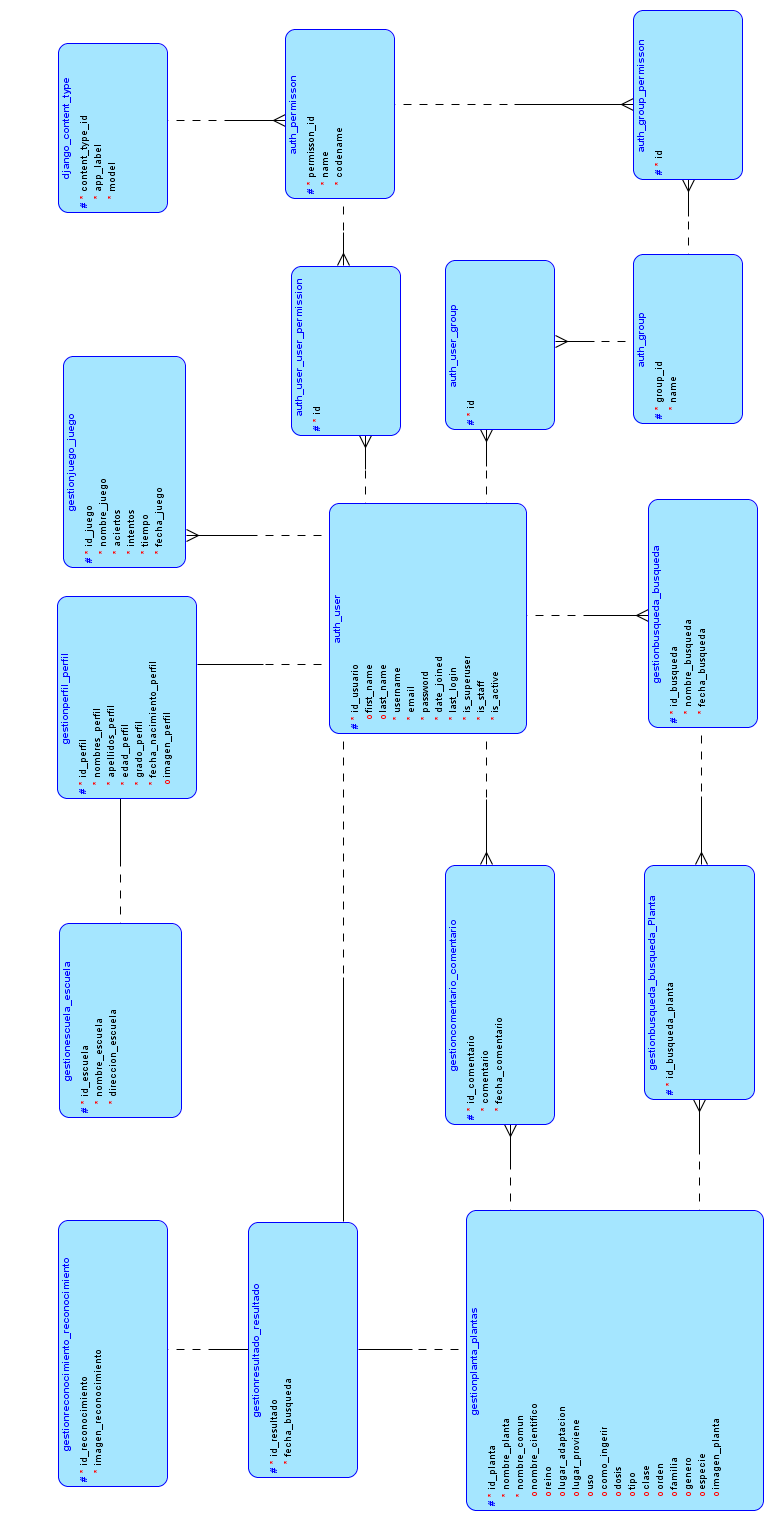 gestionreconocimiento_reconocimiento
# * id_reconocimiento
* imagen_reconocimiento
gestionescuela_escuela
# * id_escuela
* nombre_escuela
* direccion_escuela
gestionperfil_perfil
# * id_perfil
* nombres_perfil
* apellidos_perfil
* edad_perfil
* grado_perfil
* fecha_nacimiento_perfil
o imagen_perfil
gestionjuego_juego
# * id_juego
* nombre_juego
* aciertos
* intentos
* tiempo
* fecha_juego
django_content_type
# * content_type_id
* app_label
* model
gestionresultado_resultado
# * id_resultado
* fecha_busqueda
auth_user
# * id_usuario
o first_name
o last_name
* username
* email
* password
* date_joined
* last_login
* is_superuser
* is_staff
* is_active
auth_user_user_permission
# * id
auth_permisson
# * permisson_id
* name
* codename
gestionplanta_plantas
# * id_planta
* nombre_planta
* nombre_comun
o nombre_cientifico
o reino
o lugar_adaptacion
o lugar_proviene
o uso
o como_ingerir
o dosis
o tipo
o clase
o orden
o familia
o genero
o especie
o imagen_planta
gestioncomentario_comentario
# * id_comentario
* comentario
* fecha_comentario
auth_user_group
# * id
gestionbusqueda_busqueda_Planta
# * id_busqueda_planta
gestionbusqueda_busqueda
# * id_busqueda
* nombre_busqueda
* fecha_busqueda
auth_group
# * group_id
* name
auth_group_permisson
# * id